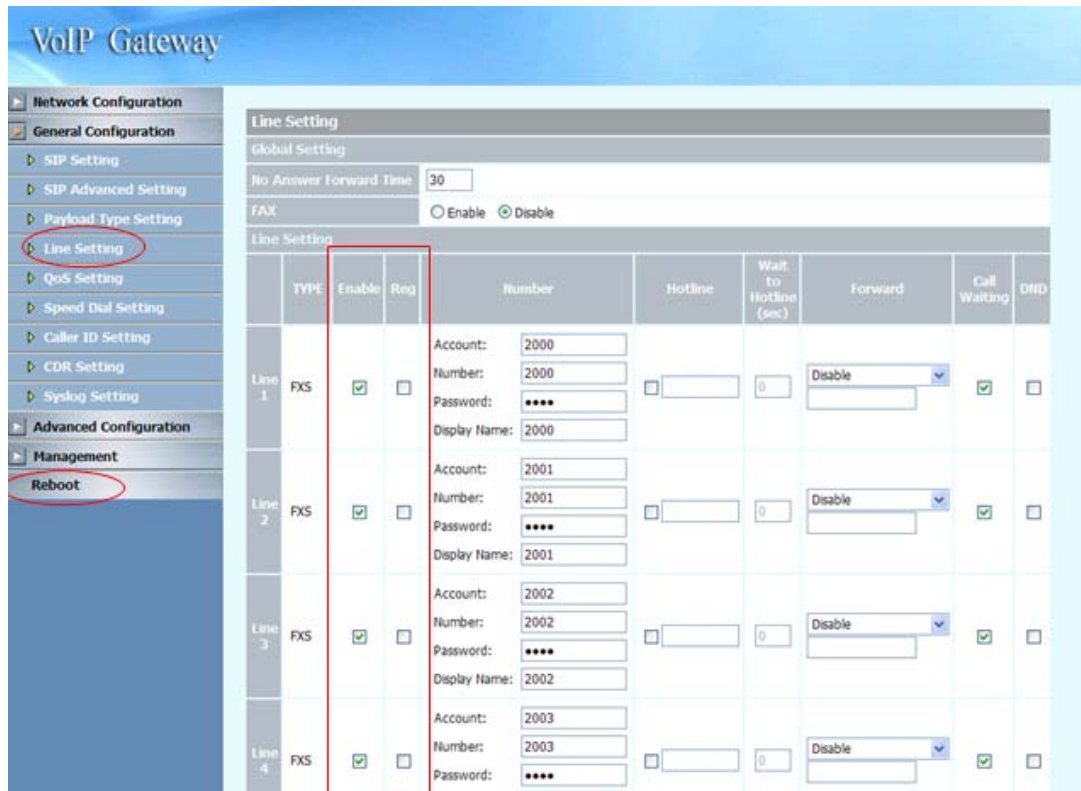 VoIP Gateway
Network Configuration
General Configuration
SIP Setting
SIP Advanced Setting
Payload Type Setting
Line Setting
QoS Setting
Speed Dial Setting
Caller ID Setting
CDR Setting
Syslog Setting
Advanced Configuration
Management
Reboot
Line Setting
Global Setting
No Answer Forward Time 30
FAX Enable Disable
Line Setting
TYPE Enable Reg Number Hotline Wait to Hotline (sec) Forward Call Waiting DND
Line 1 FXS
Account: 2000
Number: 2000
Password: ••••
Display Name: 2000
0
Disable
Line 2 FXS
Account: 2001
Number: 2001
Password: ••••
Display Name: 2001
0
Disable
Line 3 FXS
Account: 2002
Number: 2002
Password: ••••
Display Name: 2002
0
Disable
Line 4 FXS
Account: 2003
Number: 2003
Password: ••••
0
Disable